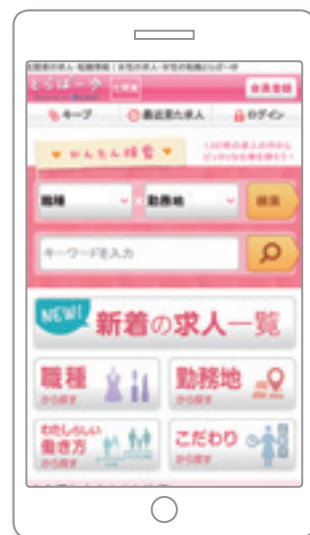 とらばーゆ
会員登録
キープ
最近見た求人
ログイン
かんたん検索
職種
勤務地
検索
キーワードを入力
NEW!
新着の求人一覧
職種
から探す
勤務地
から探す
わたしらしい
働き方
から探す
こだわり
から探す